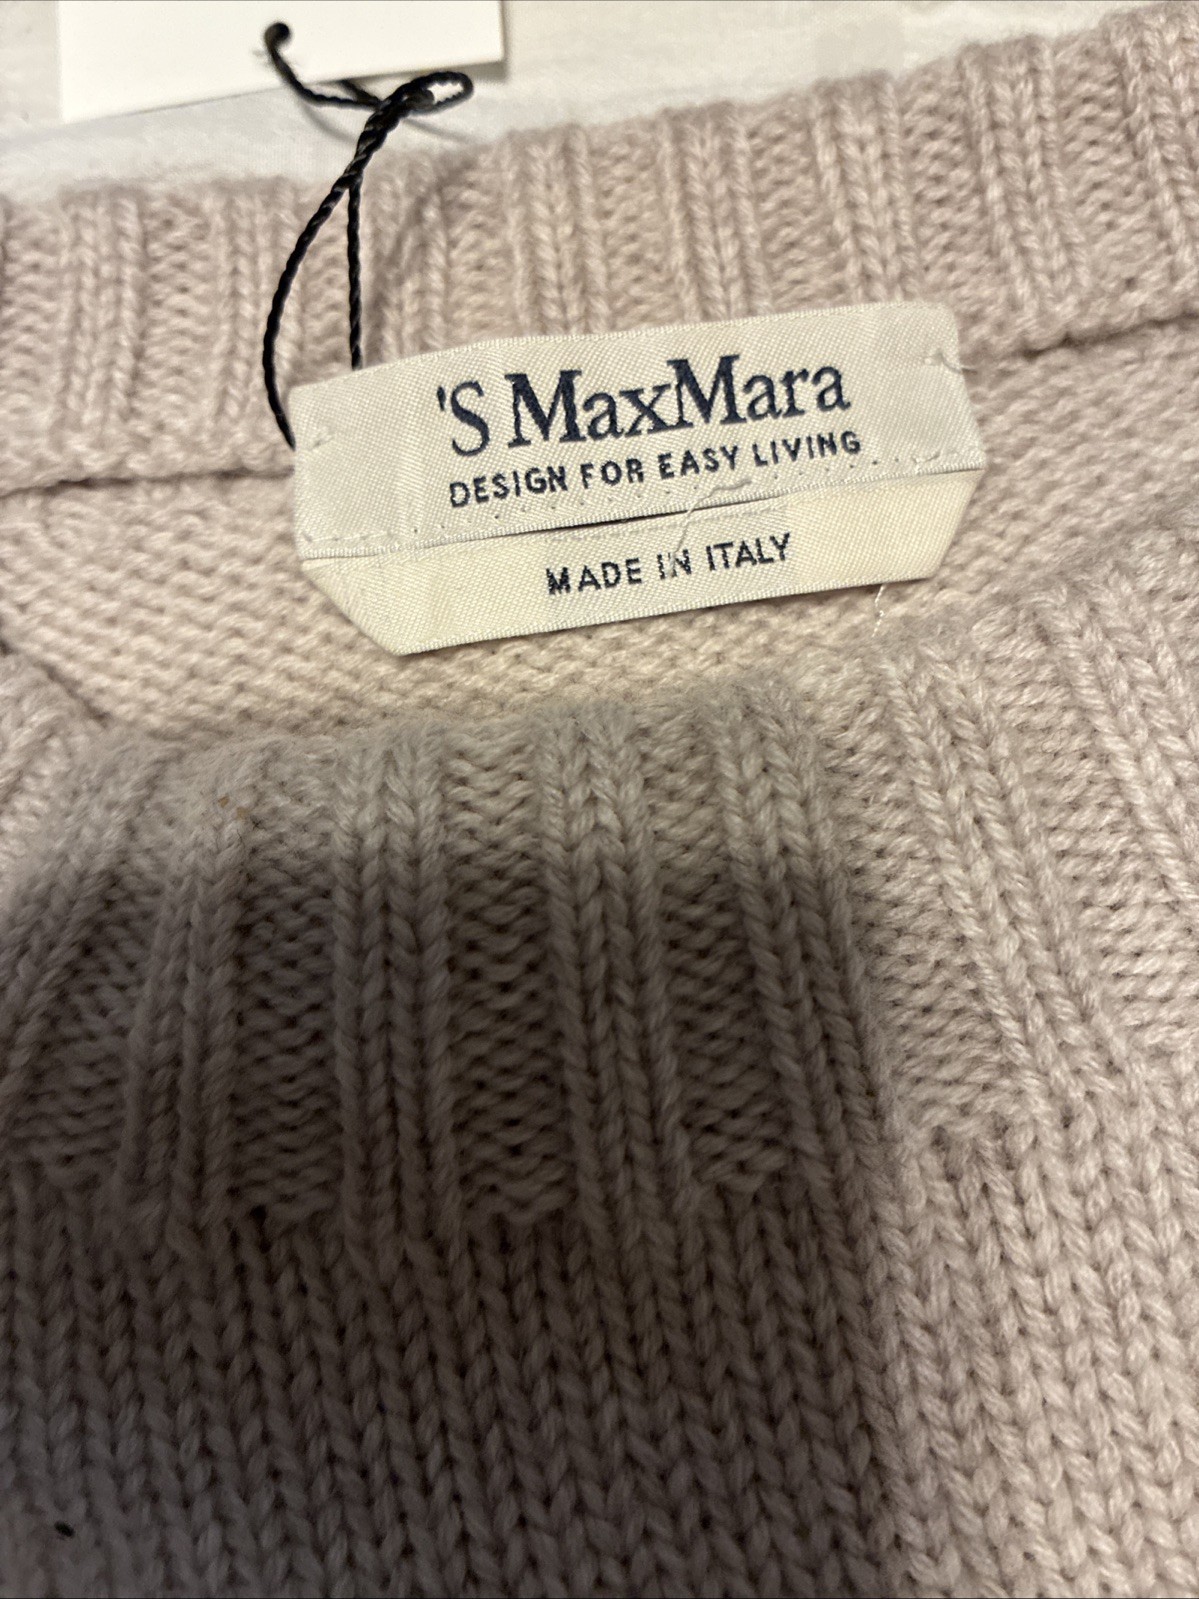 'S MaxMara
DESIGN FOR EASY LIVING
MADE IN ITALY